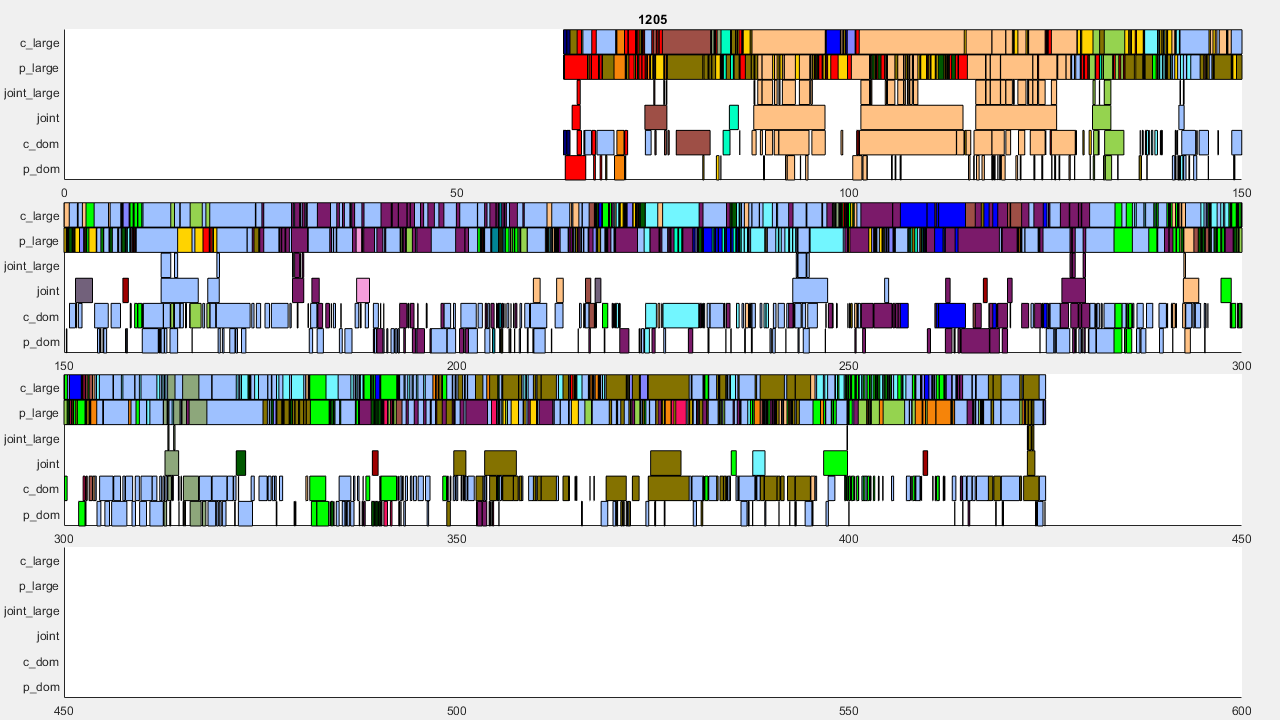 1205
c_large
p_large
joint_large
joint
c_dom
p_dom
0 50 100 150
c_large
p_large
joint_large
joint
c_dom
p_dom
150 200 250 300
c_large
p_large
joint_large
joint
c_dom
p_dom
300 350 400 450
c_large
p_large
joint_large
joint
c_dom
p_dom
450 500 550 600